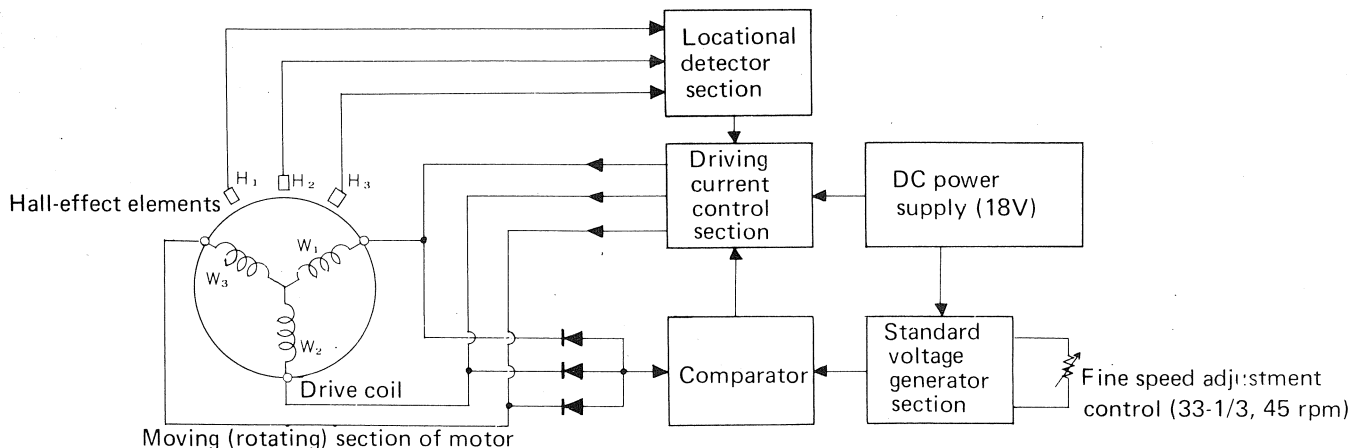 Locational
detector
section
H₁
H₂
H₃
Hall-effect elements
Driving
current
control
section
DC power
supply (18V)
W₁
W₃
W₂
Drive coil
Comparator
Standard
voltage
generator
section
Fine speed adjustment
control (33-1/3, 45 rpm)
Moving (rotating) section of motor